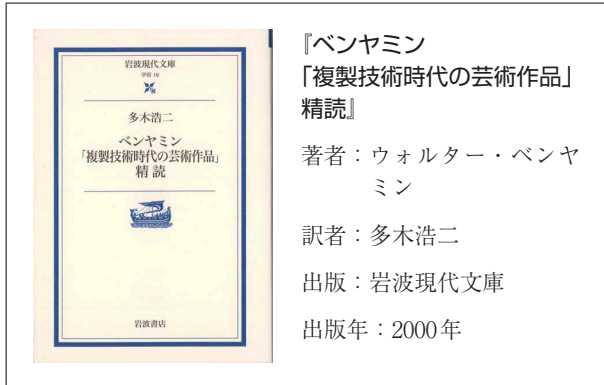 岩波現代文庫
学術 19
多木浩二
ベンヤミン
「複製技術時代の芸術作品」
精読
岩波書店
『ベンヤミン
「複製技術時代の芸術作品」
精読』
著者：ウォルター・ベンヤ
ミン
訳者：多木浩二
出版：岩波現代文庫
出版年：2000年